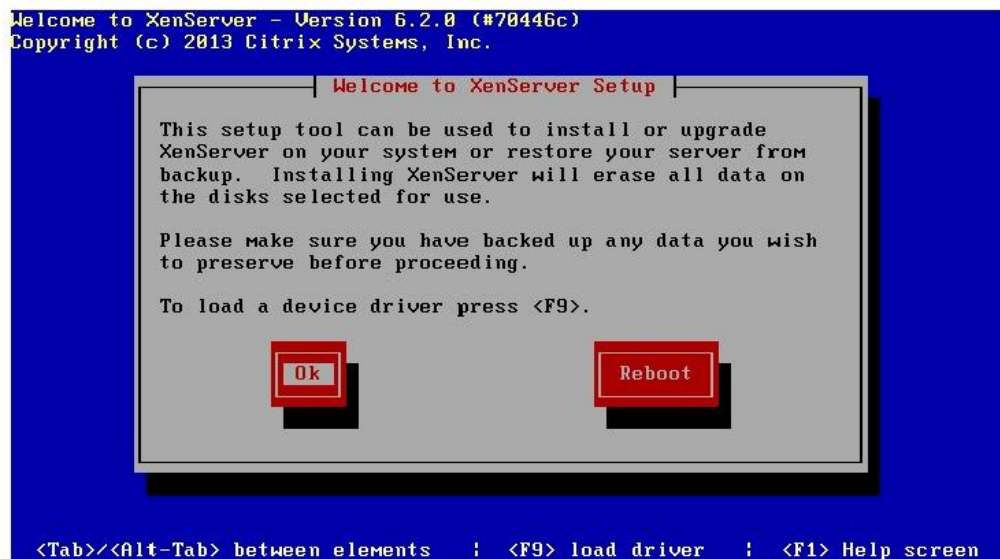 Welcome to XenServer - Version 6.2.0 (#70446c)
Copyright (c) 2013 Citrix Systems, Inc.
Welcome to XenServer Setup
This setup tool can be used to install or upgrade
XenServer on your system or restore your server from
backup.  Installing XenServer will erase all data on
the disks selected for use.
Please make sure you have backed up any data you wish
to preserve before proceeding.
To load a device driver press <F9>.
Ok Reboot
<Tab>/<Alt-Tab> between elements | <F9> load driver | <F1> Help screen